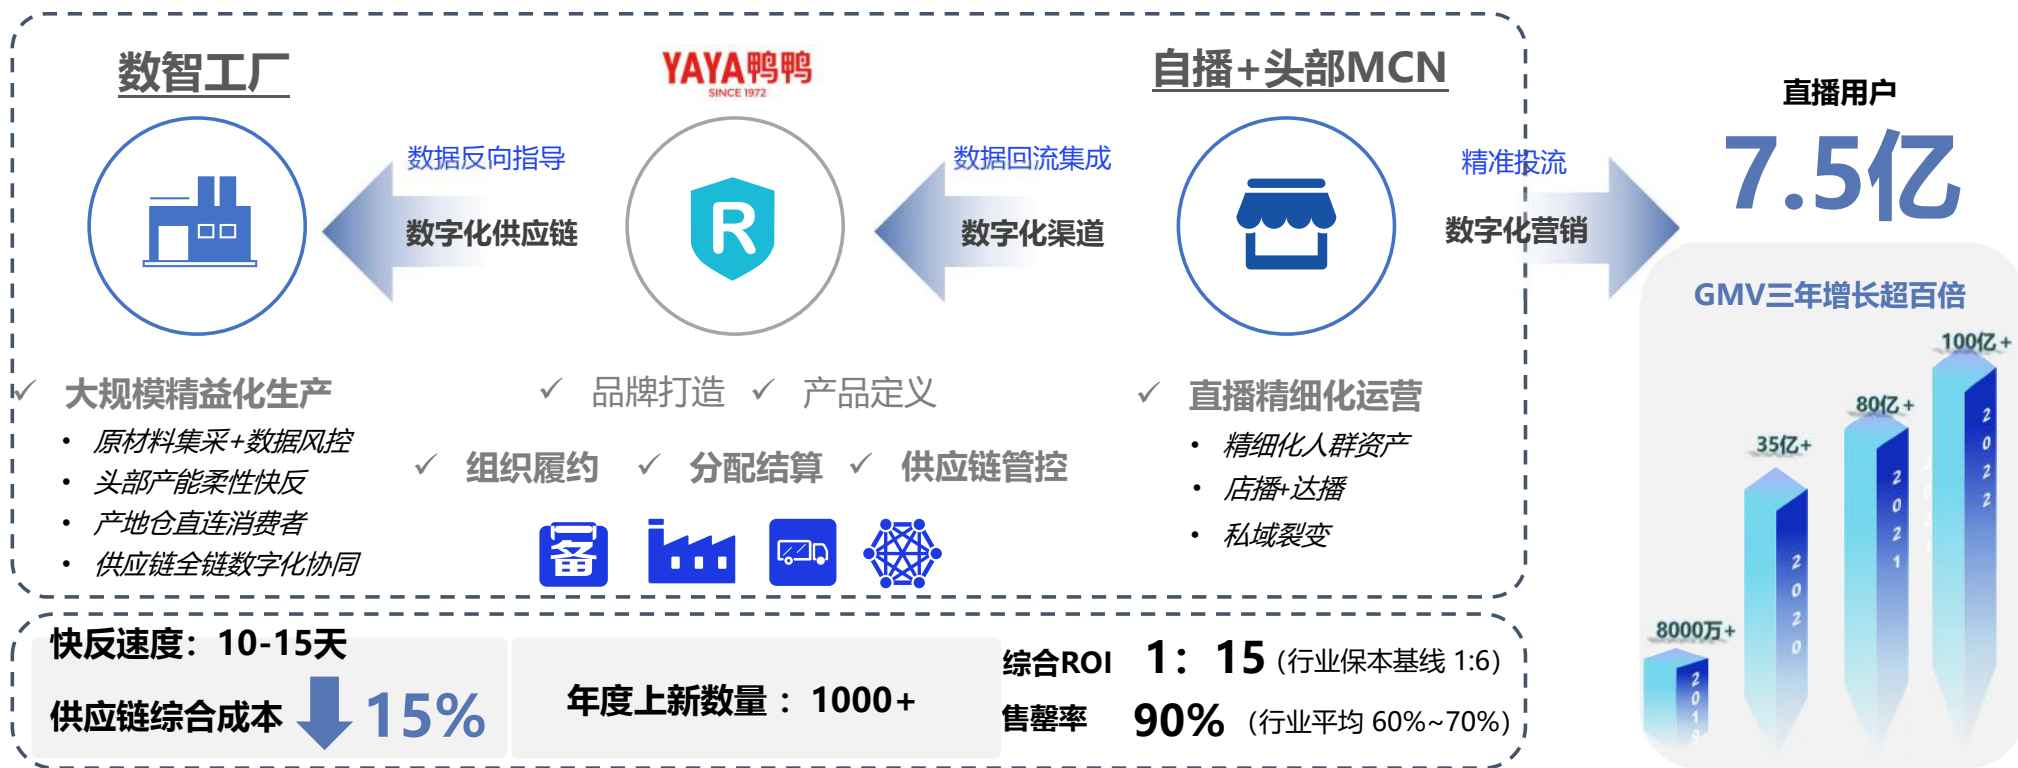 数智工厂
YAYA鸭鸭
SINCE 1972
自播+头部MCN
数据反向指导
数字化供应链
R
数据回流集成
数字化渠道
精准投流
数字化营销
直播用户
7.5亿
✓ 大规模精益化生产
• 原材料集采+数据风控
• 头部产能柔性快反
• 产地仓直连消费者
• 供应链全链数字化协同
✓ 品牌打造 ✓ 产品定义
✓ 组织履约 ✓ 分配结算 ✓ 供应链管控
备
✓ 直播精细化运营
• 精细化人群资产
• 店播+达播
• 私域裂变
GMV三年增长超百倍
8000万+
2019
35亿+
2020
80亿+
2021
100亿+
2022
快反速度：10-15天
供应链综合成本 15%
年度上新数量 ：1000+
综合ROI 1：15 (行业保本基线 1:6)
售罄率 90% (行业平均 60%~70%)